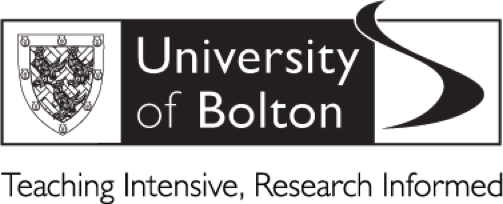 University
of Bolton
Teaching Intensive, Research Informed